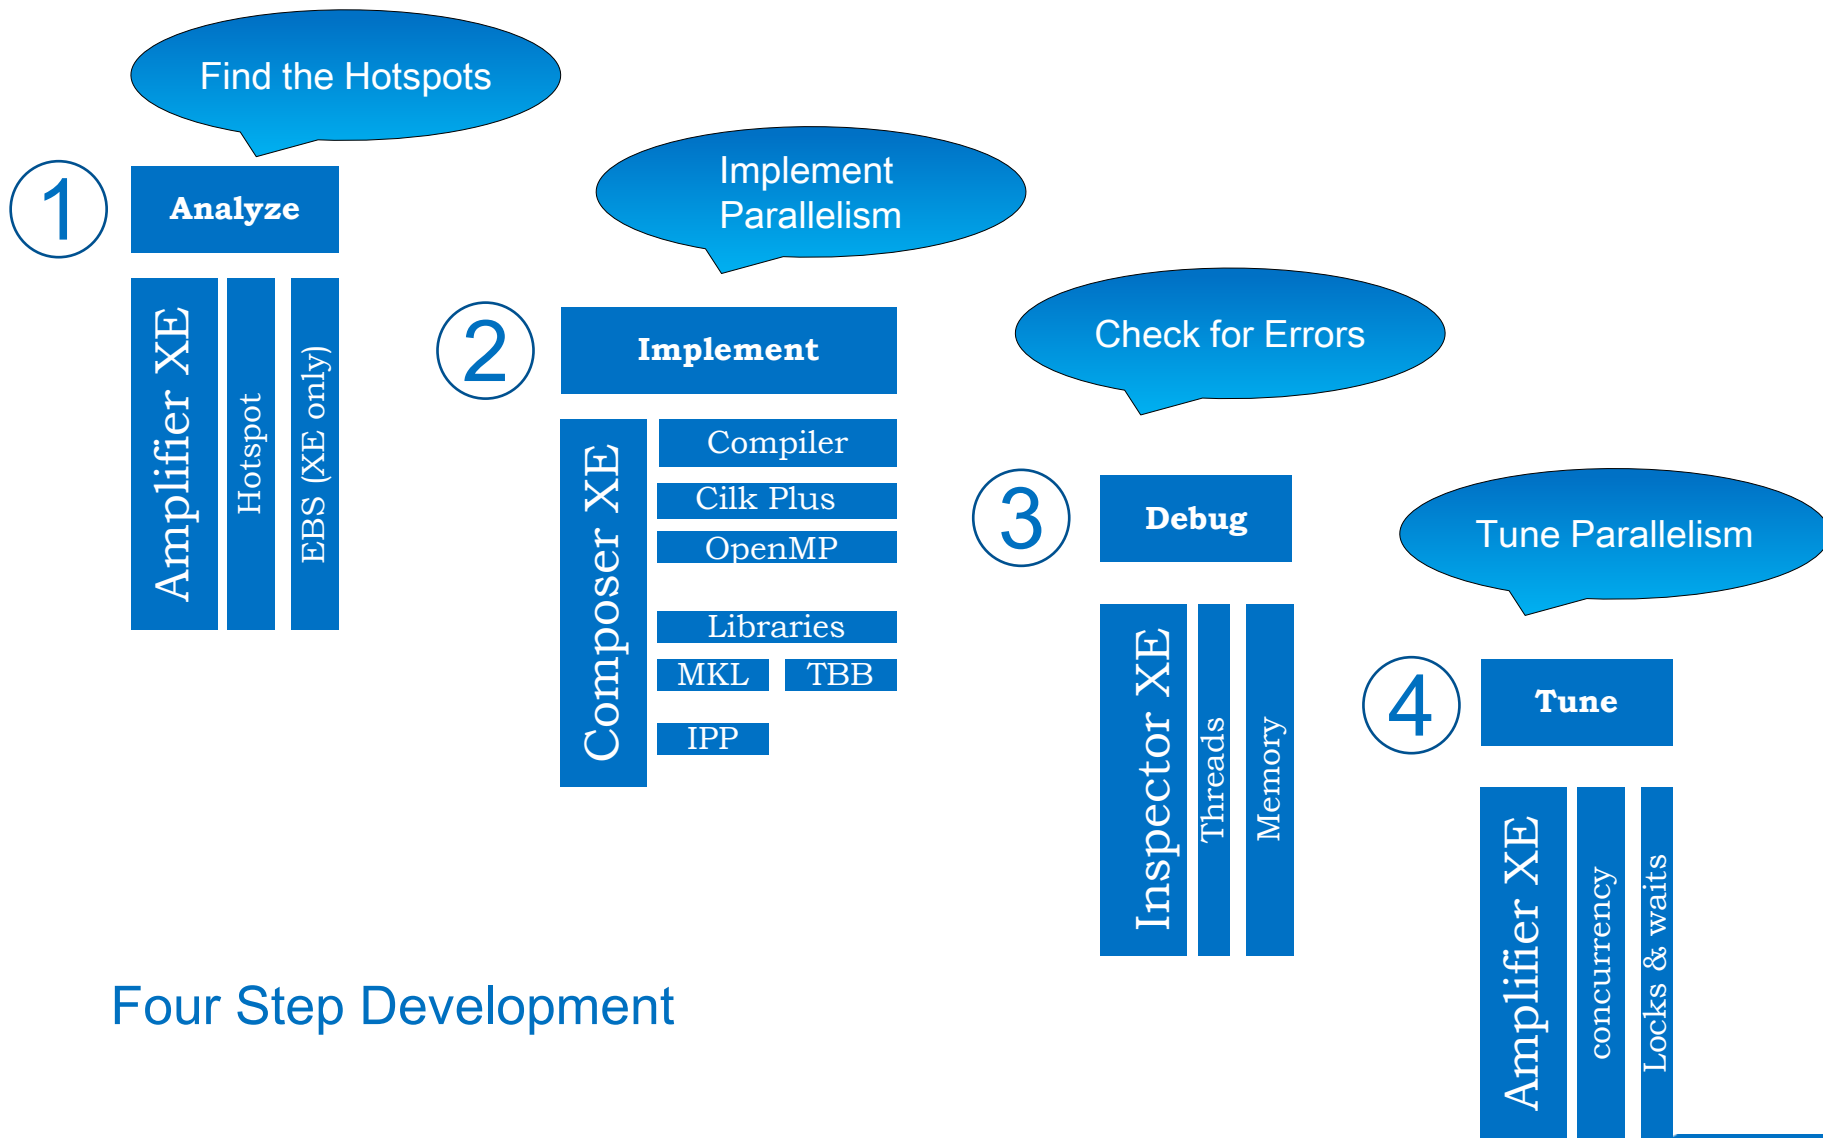 Find the Hotspots
1
Analyze
Amplifier XE
Hotspot
EBS (XE only)
Implement
Parallelism
2
Implement
Composer XE
Compiler
Cilk Plus
OpenMP
Libraries
MKL
TBB
IPP
Check for Errors
3
Debug
Inspector XE
Threads
Memory
Tune Parallelism
4
Tune
Amplifier XE
concurrency
Locks & waits
Four Step Development